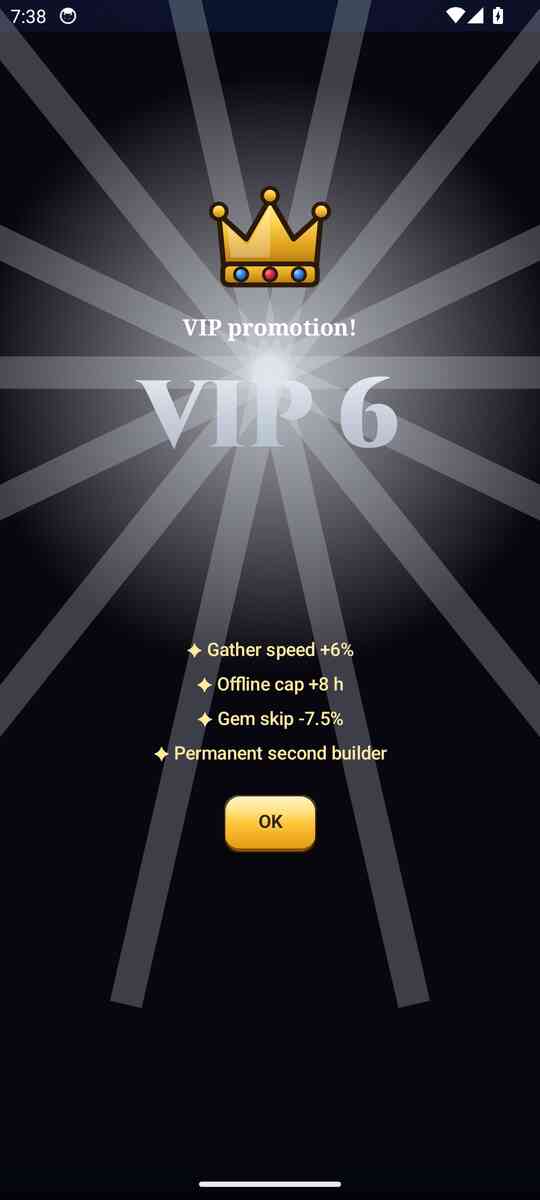 7:38
VIP promotion!
VIP 6
✦ Gather speed +6%
✦ Offline cap +8 h
✦ Gem skip -7.5%
✦ Permanent second builder
OK